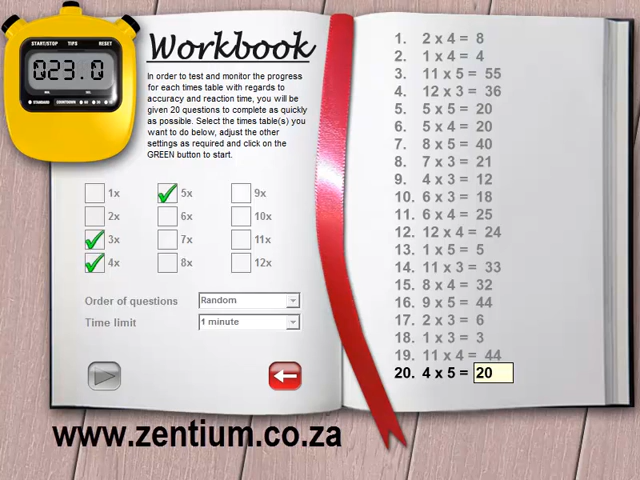 START/STOP TIPS RESET
023.0
STANDARD COUNTDOWN
Workbook
In order to test and monitor the progress
for each times table with regards to
accuracy and reaction time, you will be
given 20 questions to complete as quickly
as possible. Select the times table(s) you
want to do below, adjust the other
settings as required and click on the
GREEN button to start.
1x 5x 9x
2x 6x 10x
3x 7x 11x
4x 8x 12x
Order of questions Random
Time limit 1 minute
1. 2 x 4 = 8
2. 1 x 4 = 4
3. 11 x 5 = 55
4. 12 x 3 = 36
5. 5 x 5 = 20
6. 5 x 4 = 20
7. 8 x 5 = 40
8. 7 x 3 = 21
9. 4 x 3 = 12
10. 6 x 3 = 18
11. 6 x 4 = 25
12. 12 x 4 = 24
13. 1 x 5 = 5
14. 11 x 3 = 33
15. 8 x 4 = 32
16. 9 x 5 = 44
17. 2 x 3 = 6
18. 1 x 3 = 3
19. 11 x 4 = 44
20. 4 x 5 = 20
www.zentium.co.za